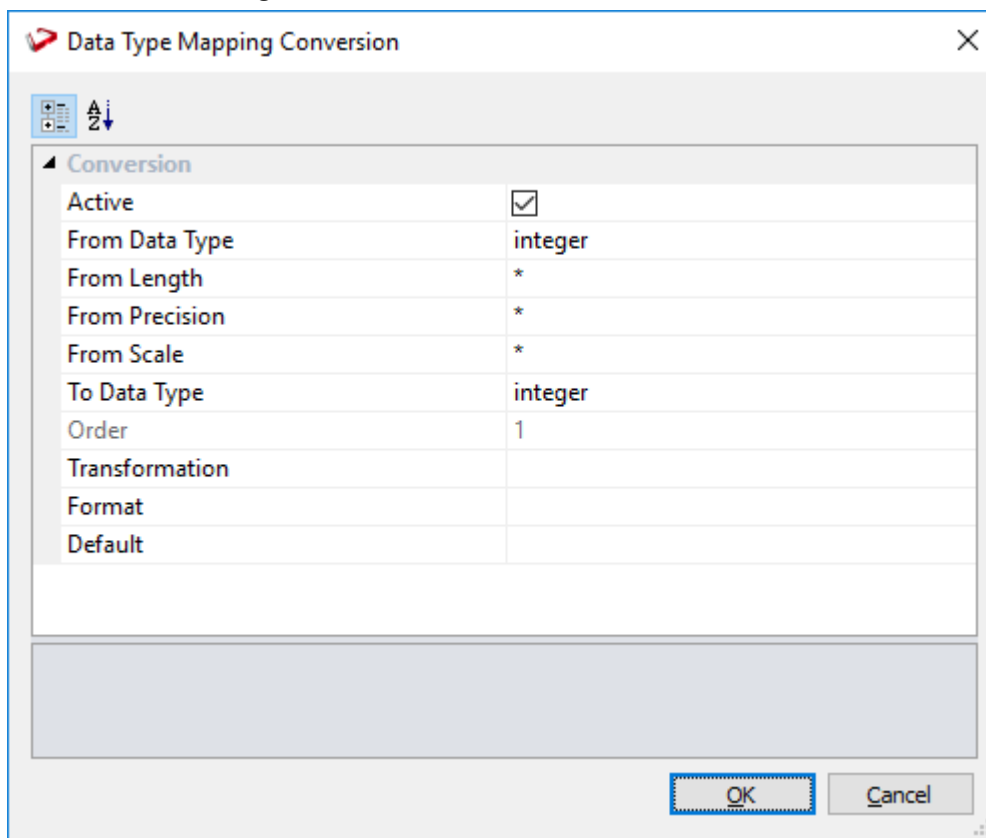 Data Type Mapping Conversion
Conversion
Active
From Data Type integer
From Length *
From Precision *
From Scale *
To Data Type integer
Order 1
Transformation
Format
Default
OK Cancel